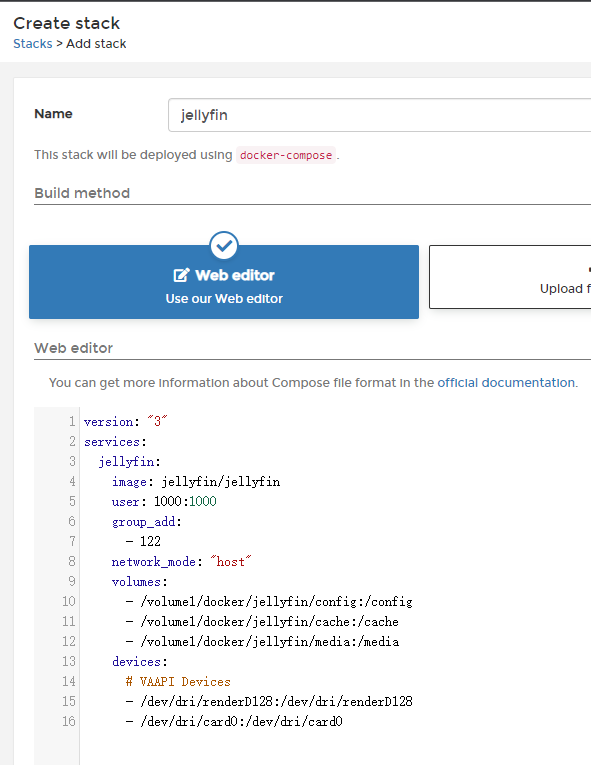 Create stack
Stacks > Add stack
Name
jellyfin
This stack will be deployed using docker-compose .
Build method
Web editor
Use our Web editor
Upload f
Web editor
You can get more information about Compose file format in the official documentation.
1 version: "3"
2 services:
3   jellyfin:
4     image: jellyfin/jellyfin
5     user: 1000:1000
6     group_add:
7       - 122
8     network_mode: "host"
9     volumes:
10       - /volume1/docker/jellyfin/config:/config
11       - /volume1/docker/jellyfin/cache:/cache
12       - /volume1/docker/jellyfin/media:/media
13     devices:
14       # VAAPI Devices
15       - /dev/dri/renderD128:/dev/dri/renderD128
16       - /dev/dri/card0:/dev/dri/card0